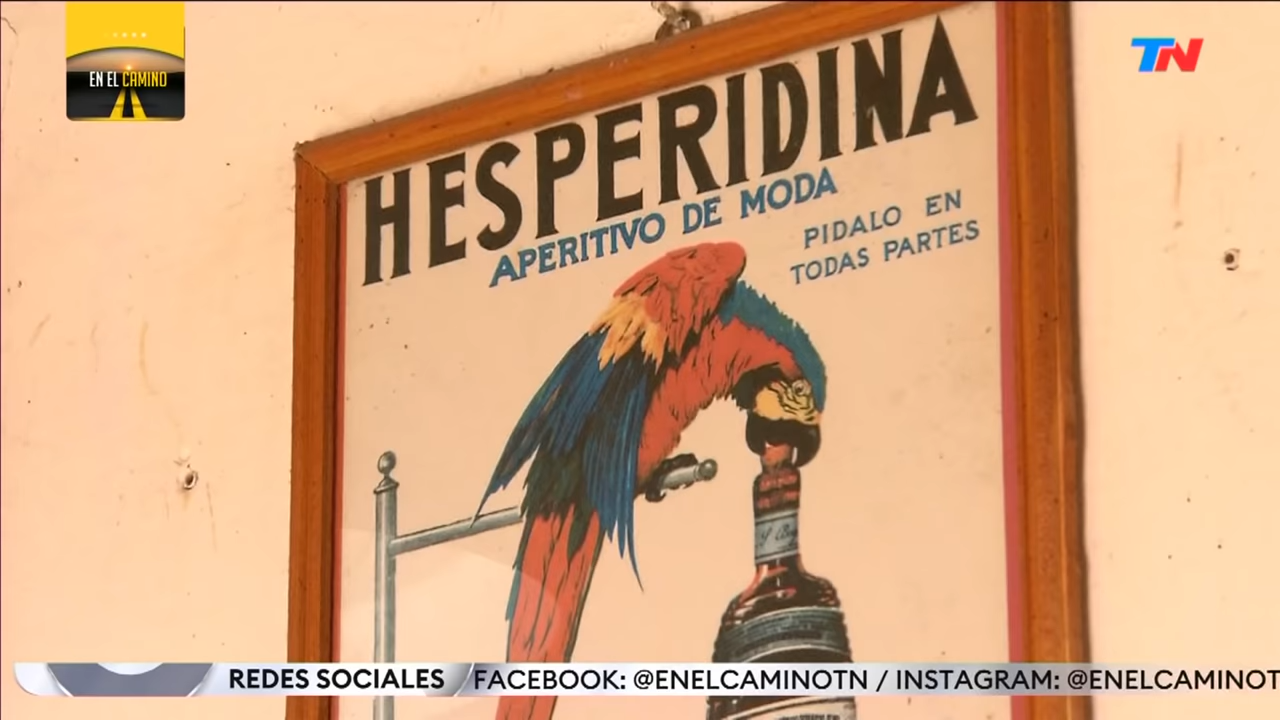 EN EL CAMINO
TN
HESPERIDINA
APERITIVO DE MODA
PIDALO EN
TODAS PARTES
REDES SOCIALES
FACEBOOK: @ENELCAMINOTN / INSTAGRAM: @ENELCAMINOT